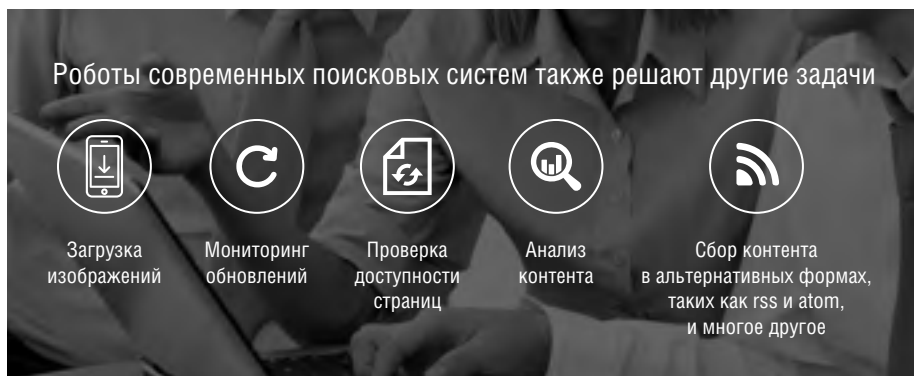 Роботы современных поисковых систем также решают другие задачи
Загрузка
изображений
Мониторинг
обновлений
Проверка
доступности
страниц
Анализ
контента
Сбор контента
в альтернативных формах,
таких как rss и atom,
и многое другое